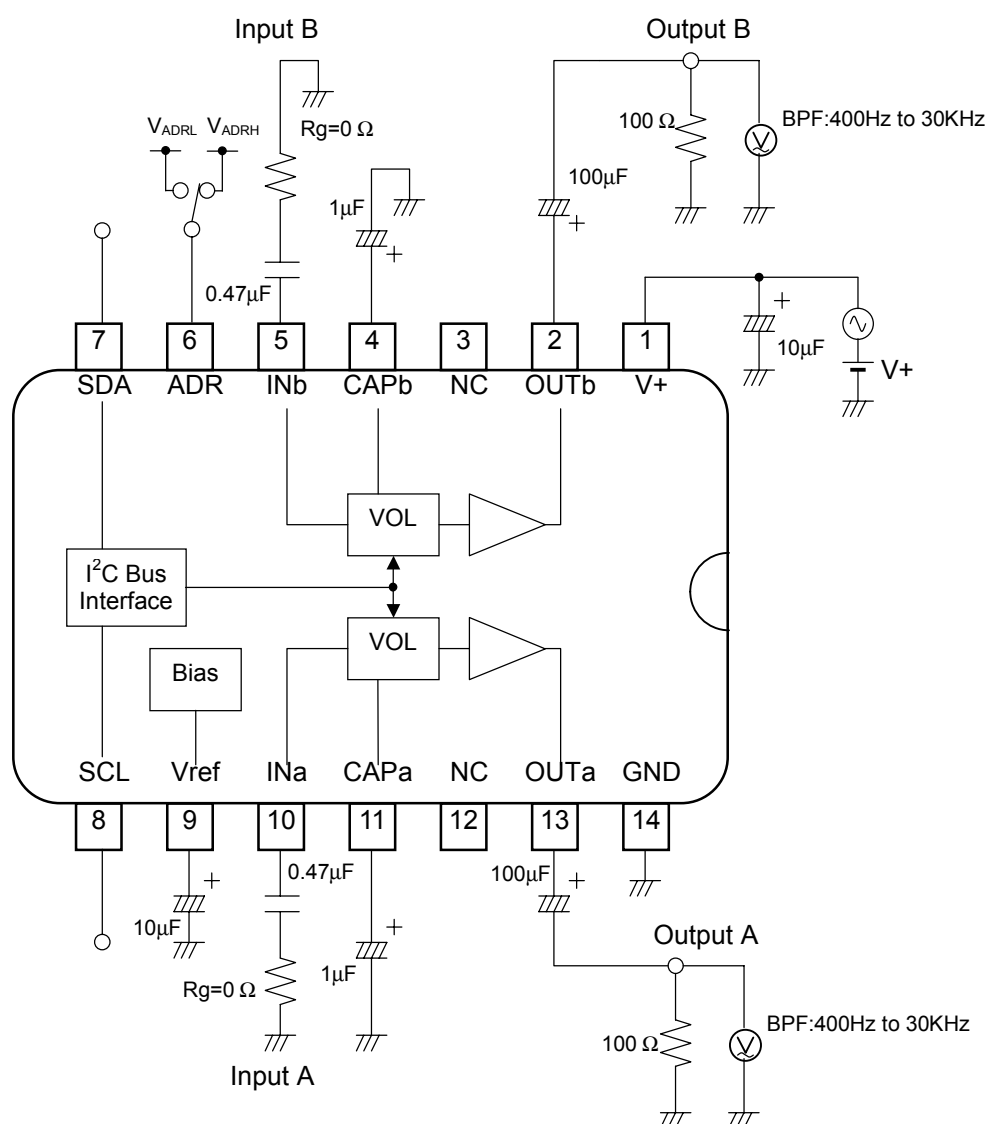 Input B
Output B
V_ADRL V_ADRH
Rg=0 Ω
100 Ω
BPF:400Hz to 30KHz
1μF
+
100μF
+
0.47μF
+
10μF
V+
7 6 5 4 3 2 1
SDA ADR INb CAPb NC OUTb V+
VOL
I²C Bus
Interface
VOL
Bias
SCL Vref INa CAPa NC OUTa GND
8 9 10 11 12 13 14
0.47μF
100μF
+
+
10μF
+
1μF
Rg=0 Ω
Output A
100 Ω
BPF:400Hz to 30KHz
Input A